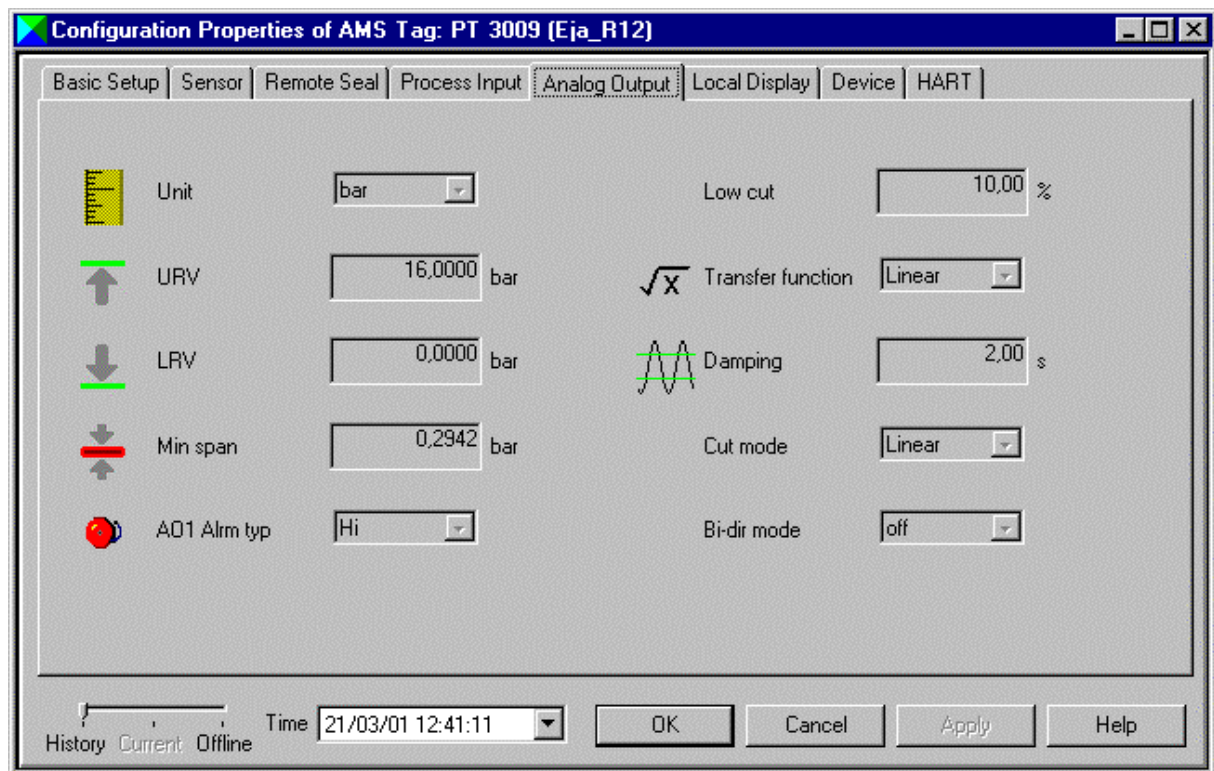 Configuration Properties of AMS Tag: PT 3009 (Eja_R12)
Basic Setup Sensor Remote Seal Process Input Analog Output Local Display Device HART
Unit bar Low cut 10,00 %
URV 16,0000 bar √x Transfer function Linear
LRV 0,0000 bar Damping 2,00 s
Min span 0,2942 bar Cut mode Linear
AO1 Alrm typ Hi Bi-dir mode off
History Current Offline Time 21/03/01 12:41:11 OK Cancel Apply Help